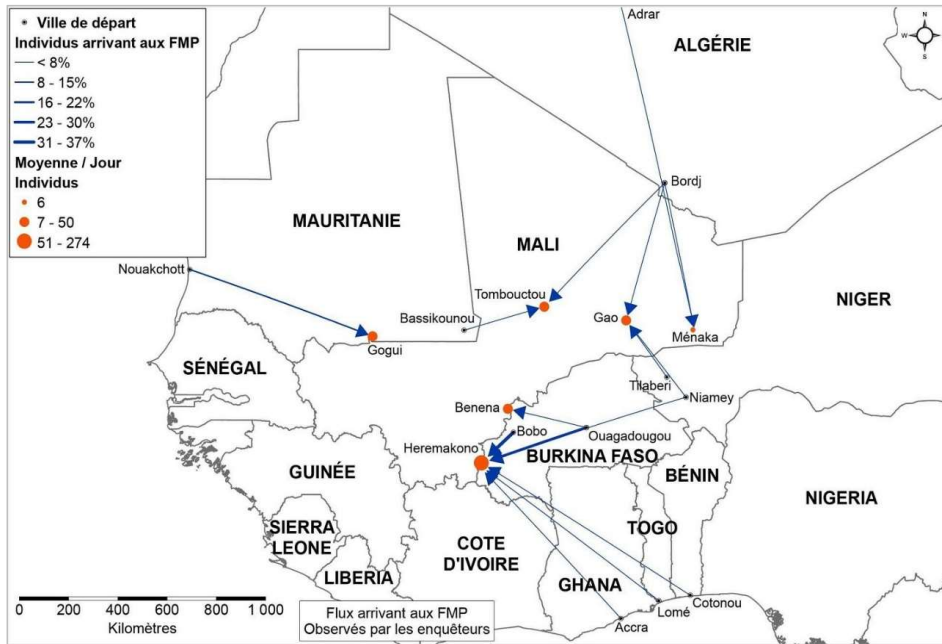 Ville de départ
Individus arrivant aux FMP
< 8%
8 - 15%
16 - 22%
23 - 30%
31 - 37%
Moyenne / Jour
Individus
6
7 - 50
51 - 274
Adrar
ALGÉRIE
N
W E
S
Bordj
MAURITANIE
MALI
Nouakchott
Tombouctou
NIGER
Bassikounou
Gao
Ménaka
Gogui
SÉNÉGAL
Tilaberi
Niamey
Benena
Bobo
Ouagadougou
Heremakono
BURKINA FASO
GUINÉE
BÉNIN
NIGERIA
SIERRA
LEONE
TOGO
COTE
D'IVOIRE
LIBERIA
GHANA
Cotonou
Lomé
Accra
0 200 400 600 800 1 000
Kilomètres
Flux arrivant aux FMP
Observés par les enquêteurs